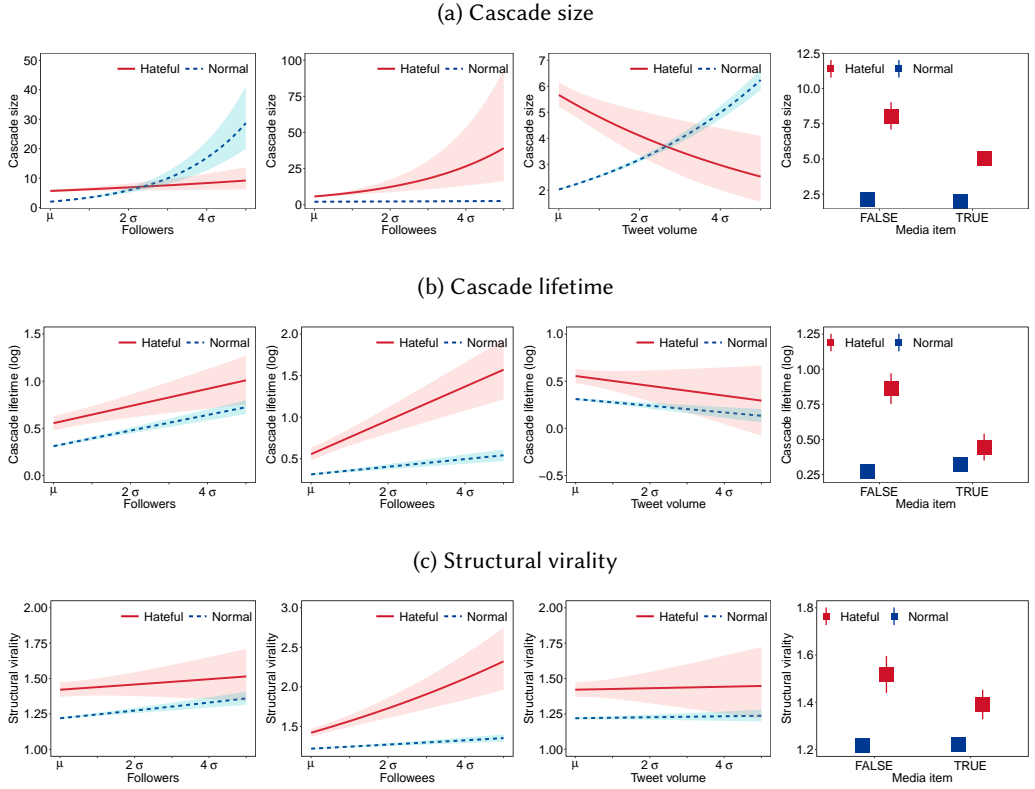 (a) Cascade size
Cascade size
50
40
30
20
10
0
Hateful Normal
μ 2 σ 4 σ
Followers
Cascade size
100
75
50
25
0
Hateful Normal
μ 2 σ 4 σ
Followees
Cascade size
7
6
5
4
3
2
Hateful Normal
μ 2 σ 4 σ
Tweet volume
Cascade size
12.5
10.0
7.5
5.0
2.5
Hateful Normal
FALSE TRUE
Media item
(b) Cascade lifetime
Cascade lifetime (log)
1.5
1.0
0.5
0.0
Hateful Normal
μ 2 σ 4 σ
Followers
Cascade lifetime (log)
2.0
1.5
1.0
0.5
Hateful Normal
μ 2 σ 4 σ
Followees
Cascade lifetime (log)
1.0
0.5
0.0
−0.5
Hateful Normal
μ 2 σ 4 σ
Tweet volume
Cascade lifetime (log)
1.25
1.00
0.75
0.50
0.25
Hateful Normal
FALSE TRUE
Media item
(c) Structural virality
Structural virality
2.00
1.75
1.50
1.25
1.00
Hateful Normal
μ 2 σ 4 σ
Followers
Structural virality
3.0
2.5
2.0
1.5
Hateful Normal
μ 2 σ 4 σ
Followees
Structural virality
2.00
1.75
1.50
1.25
1.00
Hateful Normal
μ 2 σ 4 σ
Tweet volume
Structural virality
1.8
1.6
1.4
1.2
Hateful Normal
FALSE TRUE
Media item